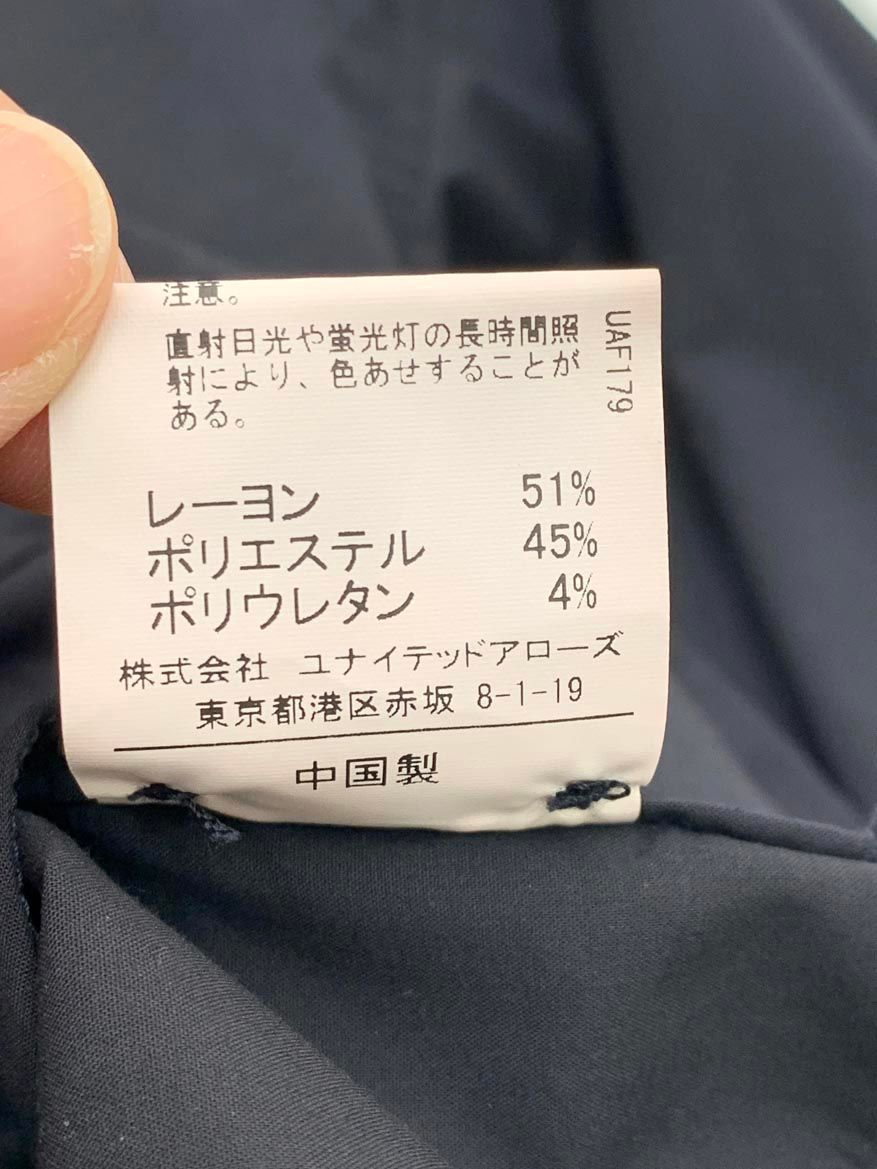 注意。
直射日光や蛍光灯の長時間照
射により、色あせすることが
ある。
UAF179
レーヨン 51%
ポリエステル 45%
ポリウレタン 4%
株式会社 ユナイテッドアローズ
東京都港区赤坂 8-1-19
中国製